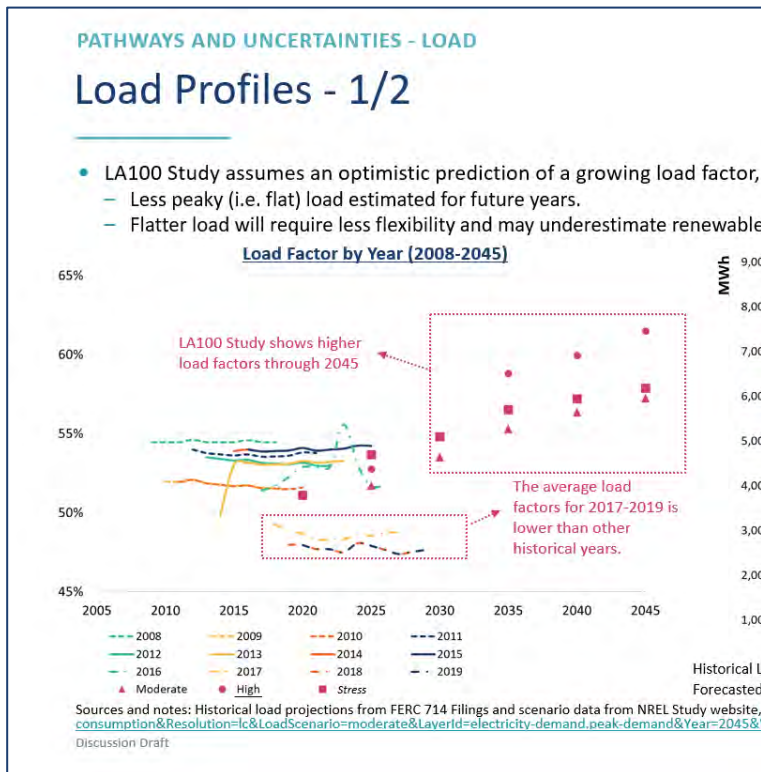 PATHWAYS AND UNCERTAINTIES - LOAD
Load Profiles - 1/2
• LA100 Study assumes an optimistic prediction of a growing load factor,
– Less peaky (i.e. flat) load estimated for future years.
– Flatter load will require less flexibility and may underestimate renewable
Load Factor by Year (2008-2045)
65%
60%
55%
50%
45%
LA100 Study shows higher
load factors through 2045
The average load
factors for 2017-2019 is
lower than other
historical years.
2005 2010 2015 2020 2025 2030 2035 2040 2045
2008 2009 2010 2011
2012 2013 2014 2015
2016 2017 2018 2019
Moderate High Stress
MWh
9,00
8,00
7,00
6,00
5,00
4,00
3,00
2,00
1,00
Historical L
Forecasted
Sources and notes: Historical load projections from FERC 714 Filings and scenario data from NREL Study website,
consumption&Resolution=lc&LoadScenario=moderate&LayerId=electricity-demand.peak-demand&Year=2045&
Discussion Draft